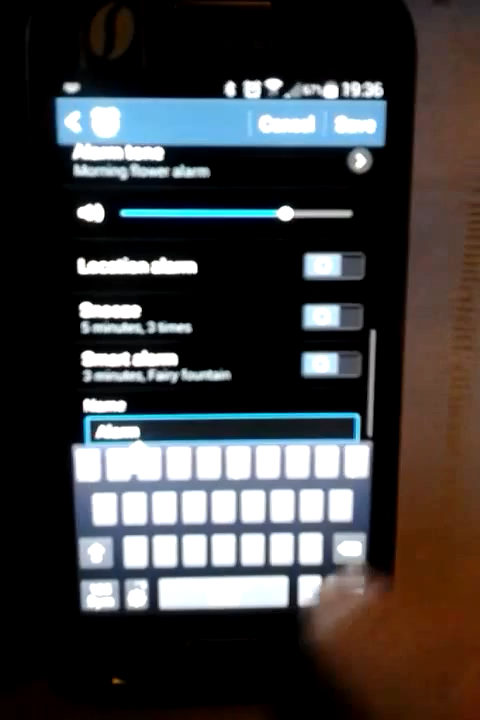 19:36
Cancel Save
Alarm tone
Morning flower alarm
Location alarm
Snooze
5 minutes, 3 times
Smart alarm
3 minutes, Fairy fountain
Name
Alarm